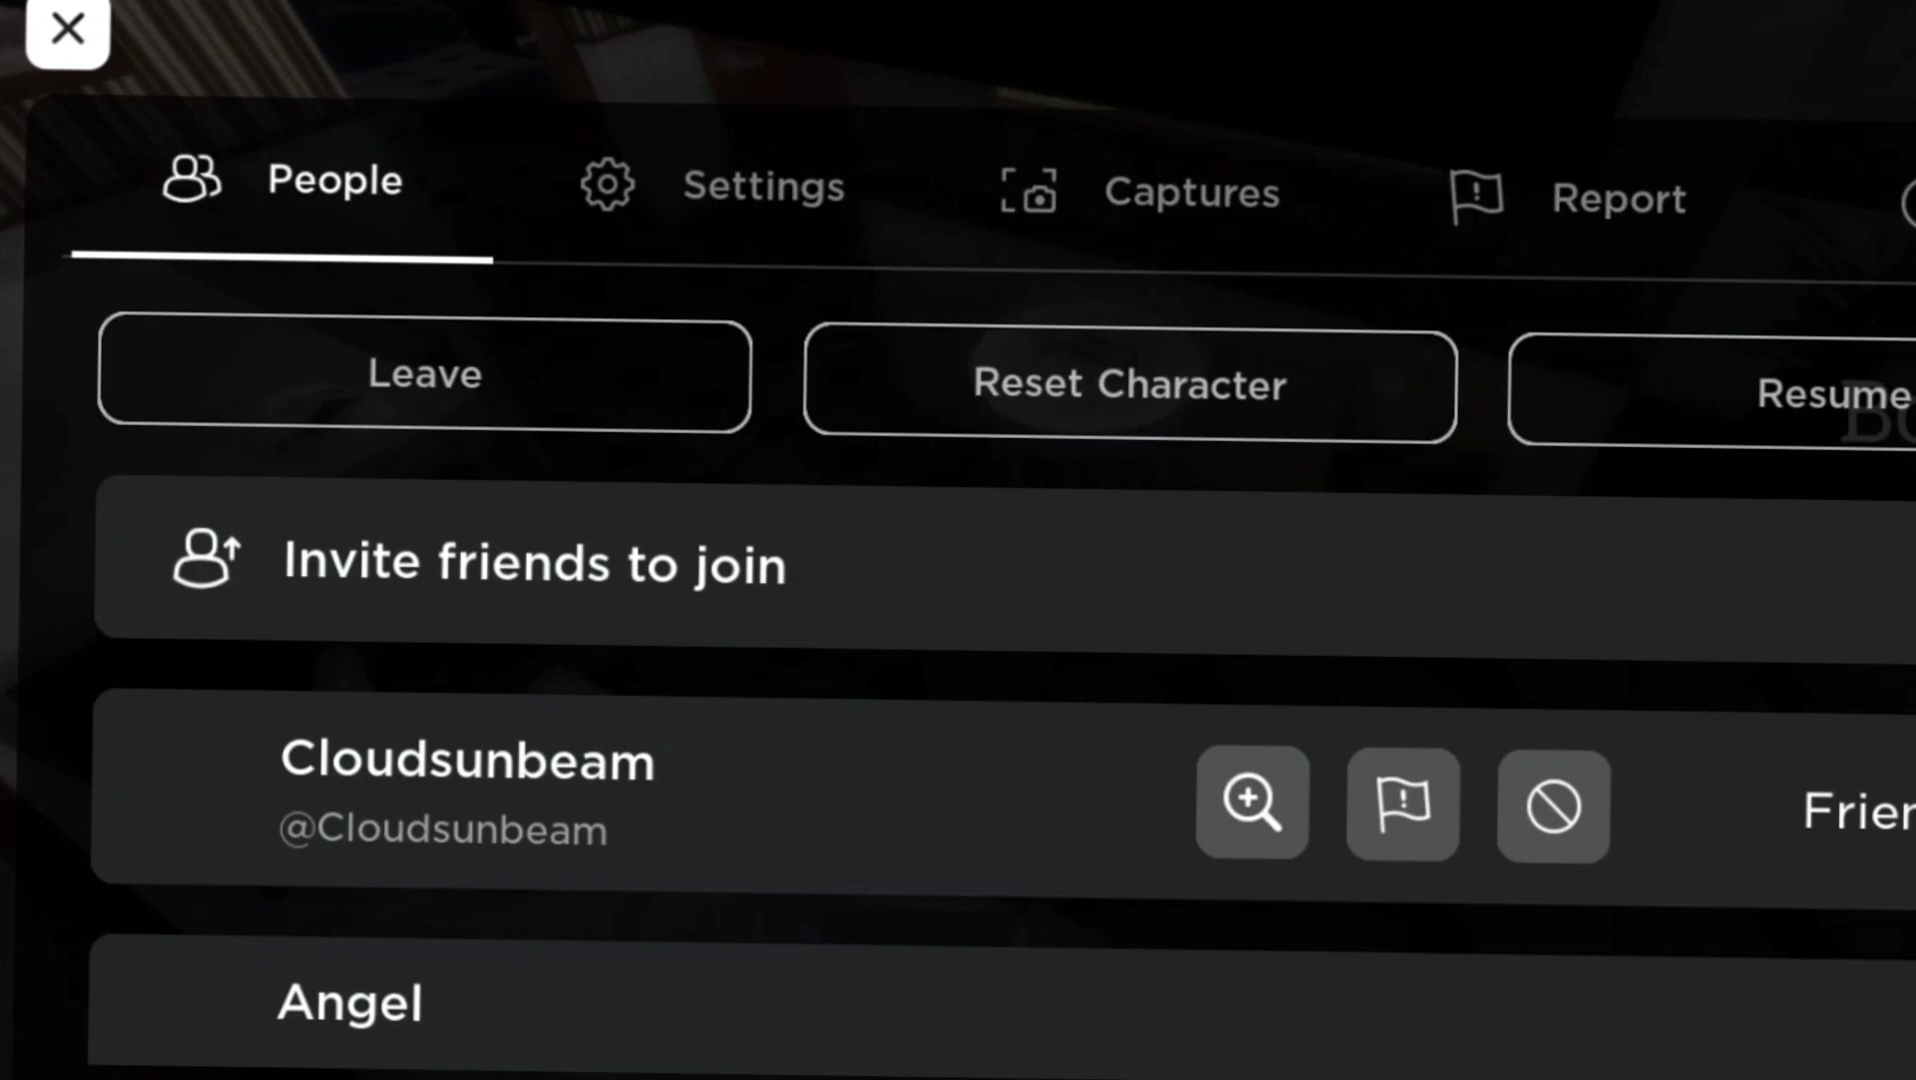 People
Settings
Captures
Report
Leave
Reset Character
Resume
Invite friends to join
Cloudsunbeam
@Cloudsunbeam
Angel